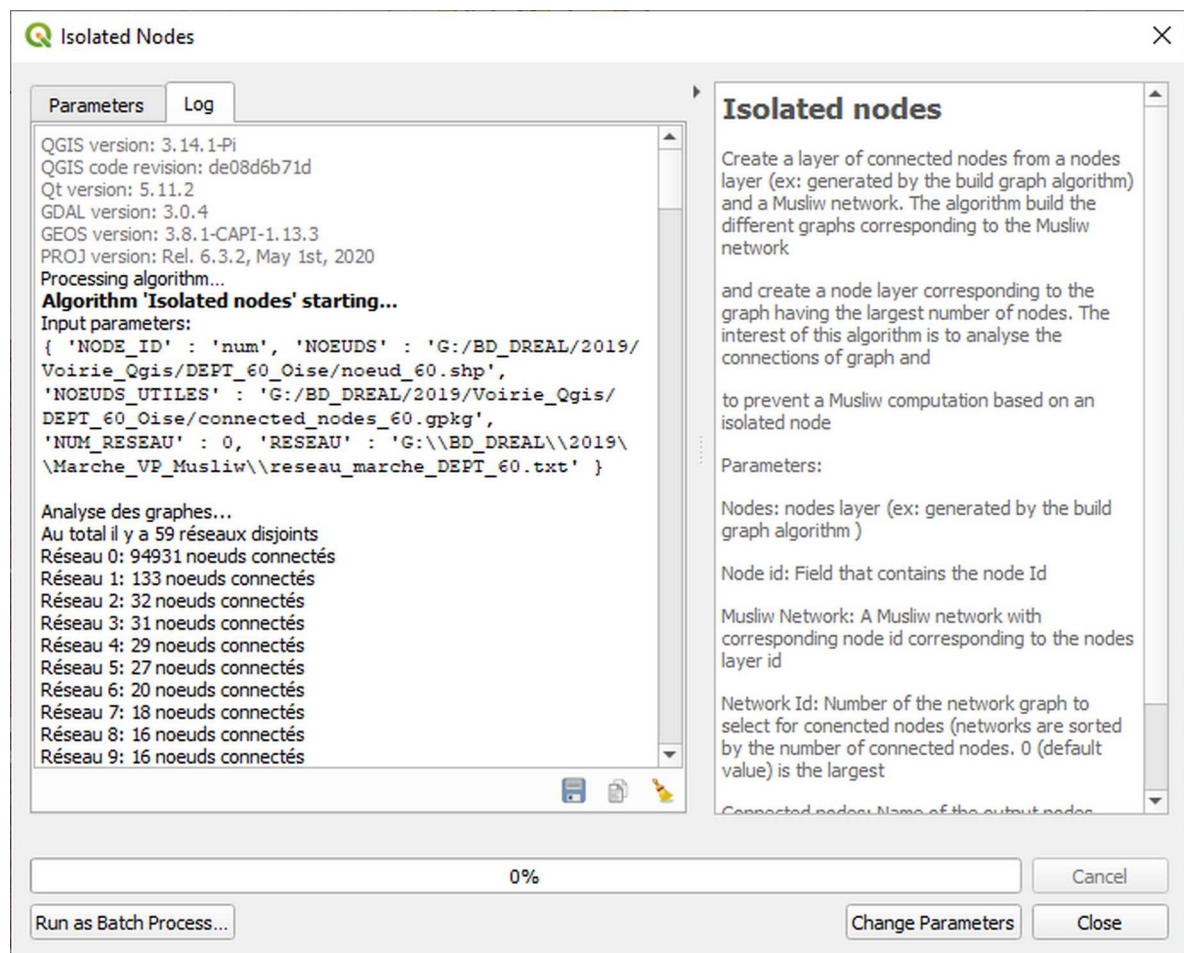 Isolated Nodes
Parameters
Log
QGIS version: 3.14.1-Pi
QGIS code revision: de08d6b71d
Qt version: 5.11.2
GDAL version: 3.0.4
GEOS version: 3.8.1-CAPI-1.13.3
PROJ version: Rel. 6.3.2, May 1st, 2020
Processing algorithm...
Algorithm 'Isolated nodes' starting...
Input parameters:
{ 'NODE_ID' : 'num', 'NOEUDS' : 'G:/BD_DREAL/2019/
Voirie_Qgis/DEPT_60_Oise/noeud_60.shp',
'NOEUDS_UTILES' : 'G:/BD_DREAL/2019/Voirie_Qgis/
DEPT_60_Oise/connected_nodes_60.gpkg',
'NUM_RESEAU' : 0, 'RESEAU' : 'G:\\BD_DREAL\\2019\
\Marche_VP_Musliw\\reseau_marche_DEPT_60.txt' }
Analyse des graphes...
Au total il y a 59 réseaux disjoints
Réseau 0: 94931 noeuds connectés
Réseau 1: 133 noeuds connectés
Réseau 2: 32 noeuds connectés
Réseau 3: 31 noeuds connectés
Réseau 4: 29 noeuds connectés
Réseau 5: 27 noeuds connectés
Réseau 6: 20 noeuds connectés
Réseau 7: 18 noeuds connectés
Réseau 8: 16 noeuds connectés
Réseau 9: 16 noeuds connectés
Isolated nodes
Create a layer of connected nodes from a nodes
layer (ex: generated by the build graph algorithm)
and a Musliw network. The algorithm build the
different graphs corresponding to the Musliw
network
and create a node layer corresponding to the
graph having the largest number of nodes. The
interest of this algorithm is to analyse the
connections of graph and
to prevent a Musliw computation based on an
isolated node
Parameters:
Nodes: nodes layer (ex: generated by the build
graph algorithm )
Node id: Field that contains the node Id
Musliw Network: A Musliw network with
corresponding node id corresponding to the nodes
layer id
Network Id: Number of the network graph to
select for conencted nodes (networks are sorted
by the number of connected nodes. 0 (default
value) is the largest
Connected nodes: Name of the output nodes
0%
Cancel
Run as Batch Process...
Change Parameters
Close